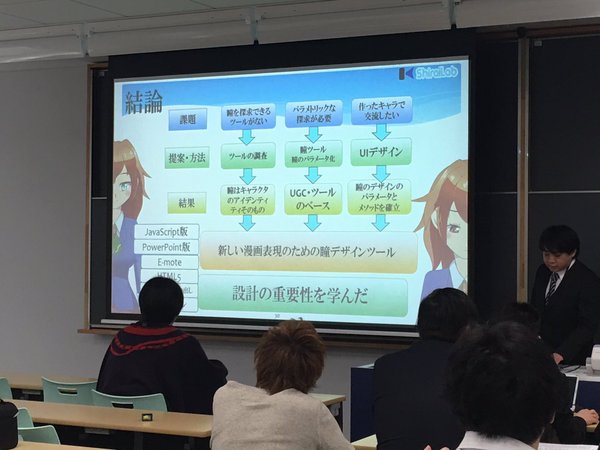 ShiraiLab
結論
課題
瞳を探求できる
ツールがない
パラメトリックな
探求が必要
作ったキャラで
交流したい
提案・方法
ツールの調査
瞳ツール
瞳のパラメータ化
UIデザイン
結果
瞳はキャラクタ
のアイデンティ
ティそのもの
UGC・ツール
のベース
瞳のデザインの
パラメータと
メソッドを確立
JavaScript版
PowerPoint版
E-mote
HTML5
新しい漫画表現のための瞳デザインツール
設計の重要性を学んだ